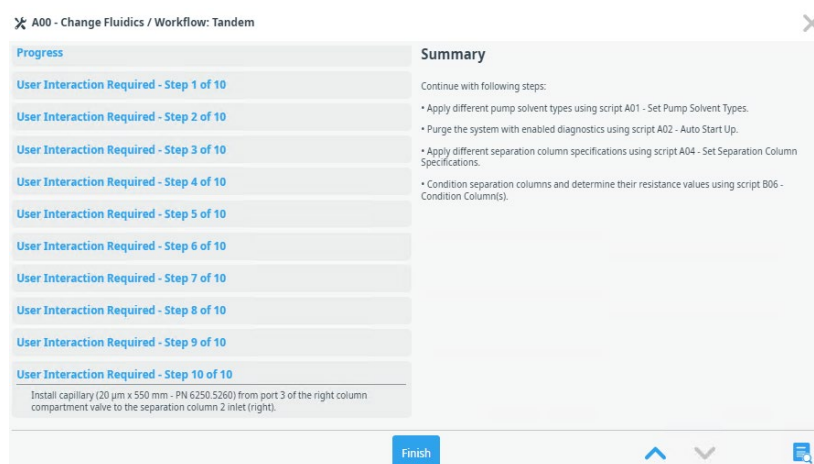 A00 - Change Fluidics / Workflow: Tandem
Progress
User Interaction Required - Step 1 of 10
User Interaction Required - Step 2 of 10
User Interaction Required - Step 3 of 10
User Interaction Required - Step 4 of 10
User Interaction Required - Step 5 of 10
User Interaction Required - Step 6 of 10
User Interaction Required - Step 7 of 10
User Interaction Required - Step 8 of 10
User Interaction Required - Step 9 of 10
User Interaction Required - Step 10 of 10
Install capillary (20 µm x 550 mm - PN 6250.5260) from port 3 of the right column
compartment valve to the separation column 2 inlet (right).
Summary
Continue with following steps:
• Apply different pump solvent types using script A01 - Set Pump Solvent Types.
• Purge the system with enabled diagnostics using script A02 - Auto Start Up.
• Apply different separation column specifications using script A04 - Set Separation Column
Specifications.
• Condition separation columns and determine their resistance values using script B06 -
Condition Column(s).
Finish